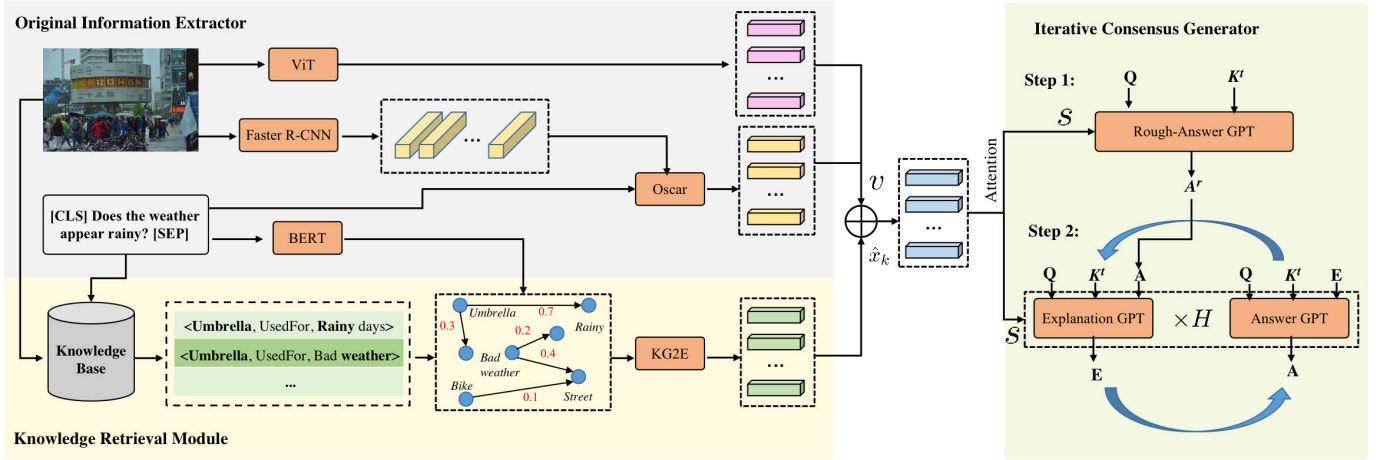 Original Information Extractor
ViT
Faster R-CNN
...
Oscar
...
...
[CLS] Does the weather
appear rainy? [SEP]
BERT
Knowledge
Base
<Umbrella, UsedFor, Rainy days>
<Umbrella, UsedFor, Bad weather>
...
Umbrella
0.7
Rainy
0.3
0.2
Bad
weather
0.4
Bike
0.1
Street
KG2E
...
Knowledge Retrieval Module
v
x̂ₖ
...
Attention
Iterative Consensus Generator
Step 1:
Q
Kᵗ
S
Rough-Answer GPT
Aʳ
Step 2:
Q
Kᵗ
A
Q
Kᵗ
E
S
Explanation GPT
×H
Answer GPT
E
A